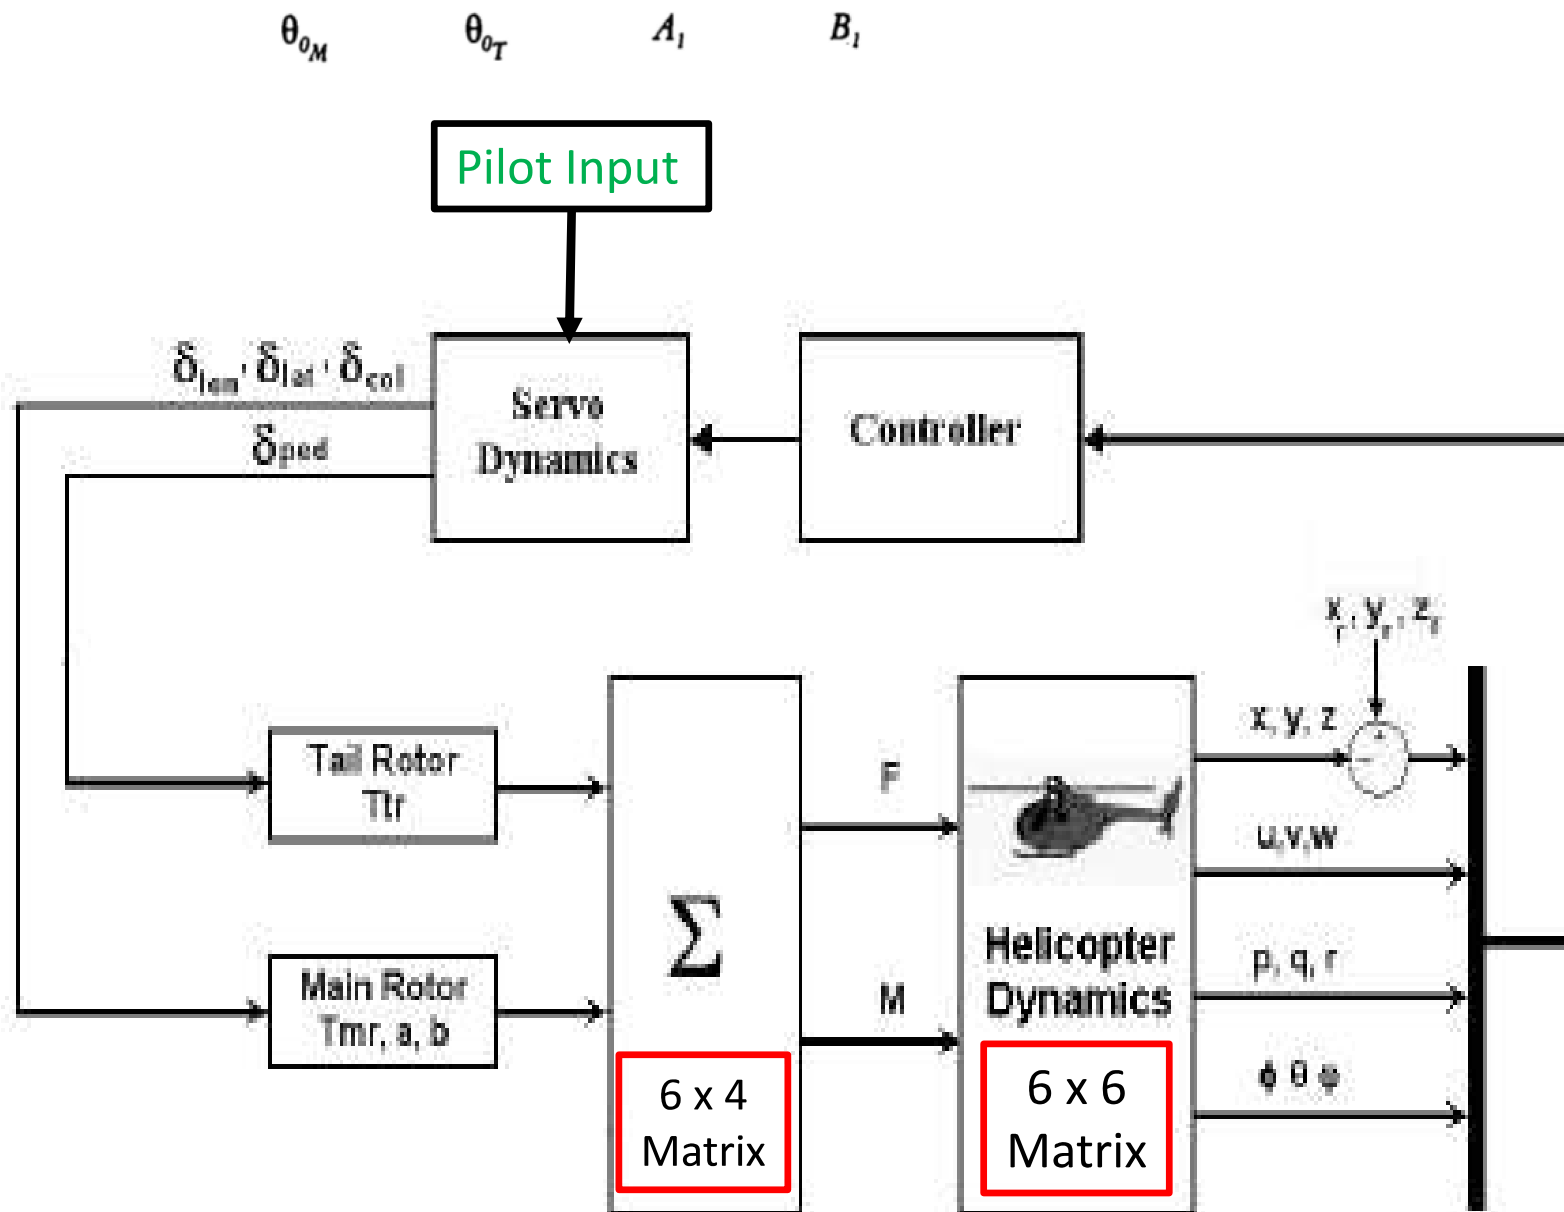 θ₀M θ₀T A₁ B₁
Pilot Input
δlon, δlat, δcol
δped
Servo
Dynamics
Controller
xr, yr, zr
x, y, z
Tail Rotor
Ttr
F
u,v,w
Σ
Helicopter
Dynamics
p, q, r
Main Rotor
Tmr, a, b
M
6 x 4
Matrix
6 x 6
Matrix
ϕ θ φ